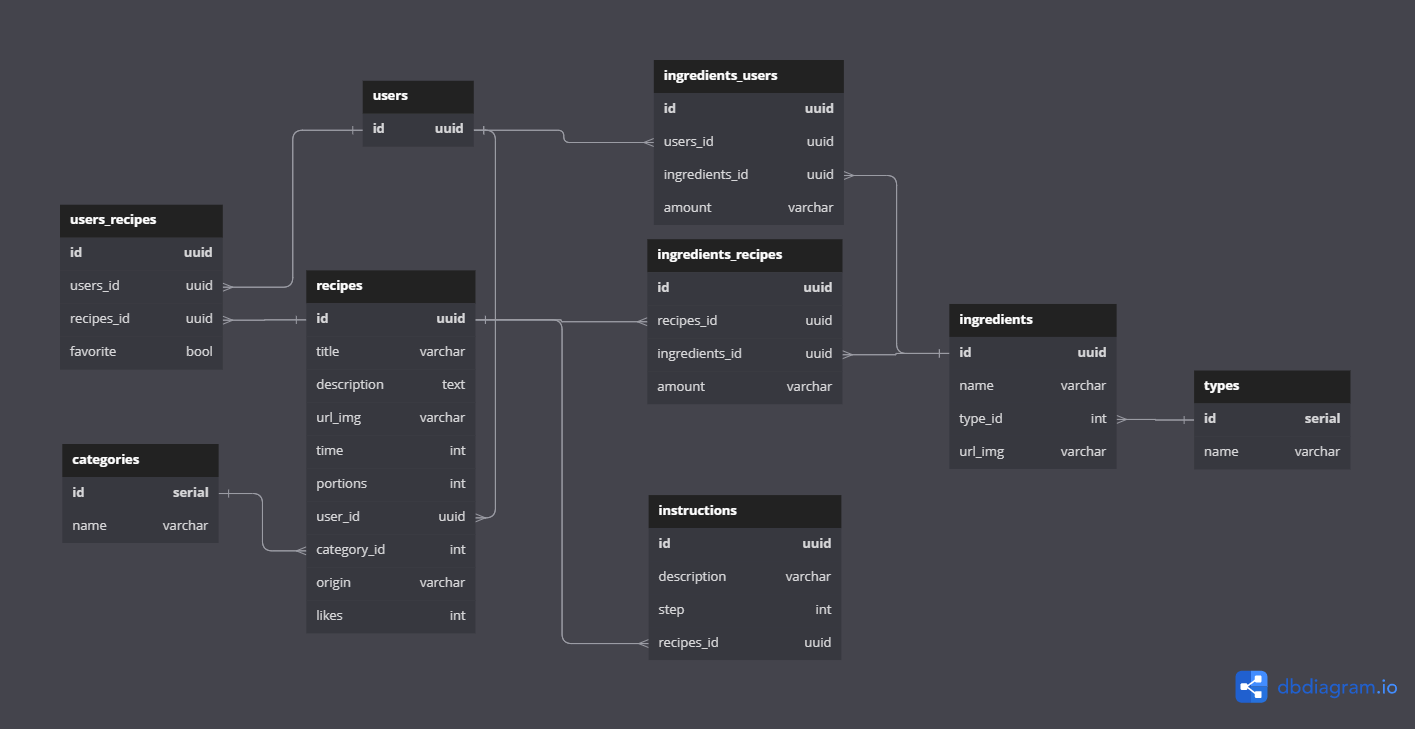 users
id uuid
ingredients_users
id uuid
users_id uuid
ingredients_id uuid
amount varchar
users_recipes
id uuid
users_id uuid
recipes_id uuid
favorite bool
recipes
id uuid
title varchar
description text
url_img varchar
time int
portions int
user_id uuid
category_id int
origin varchar
likes int
ingredients_recipes
id uuid
recipes_id uuid
ingredients_id uuid
amount varchar
ingredients
id uuid
name varchar
type_id int
url_img varchar
types
id serial
name varchar
categories
id serial
name varchar
instructions
id uuid
description varchar
step int
recipes_id uuid
dbdiagram.io